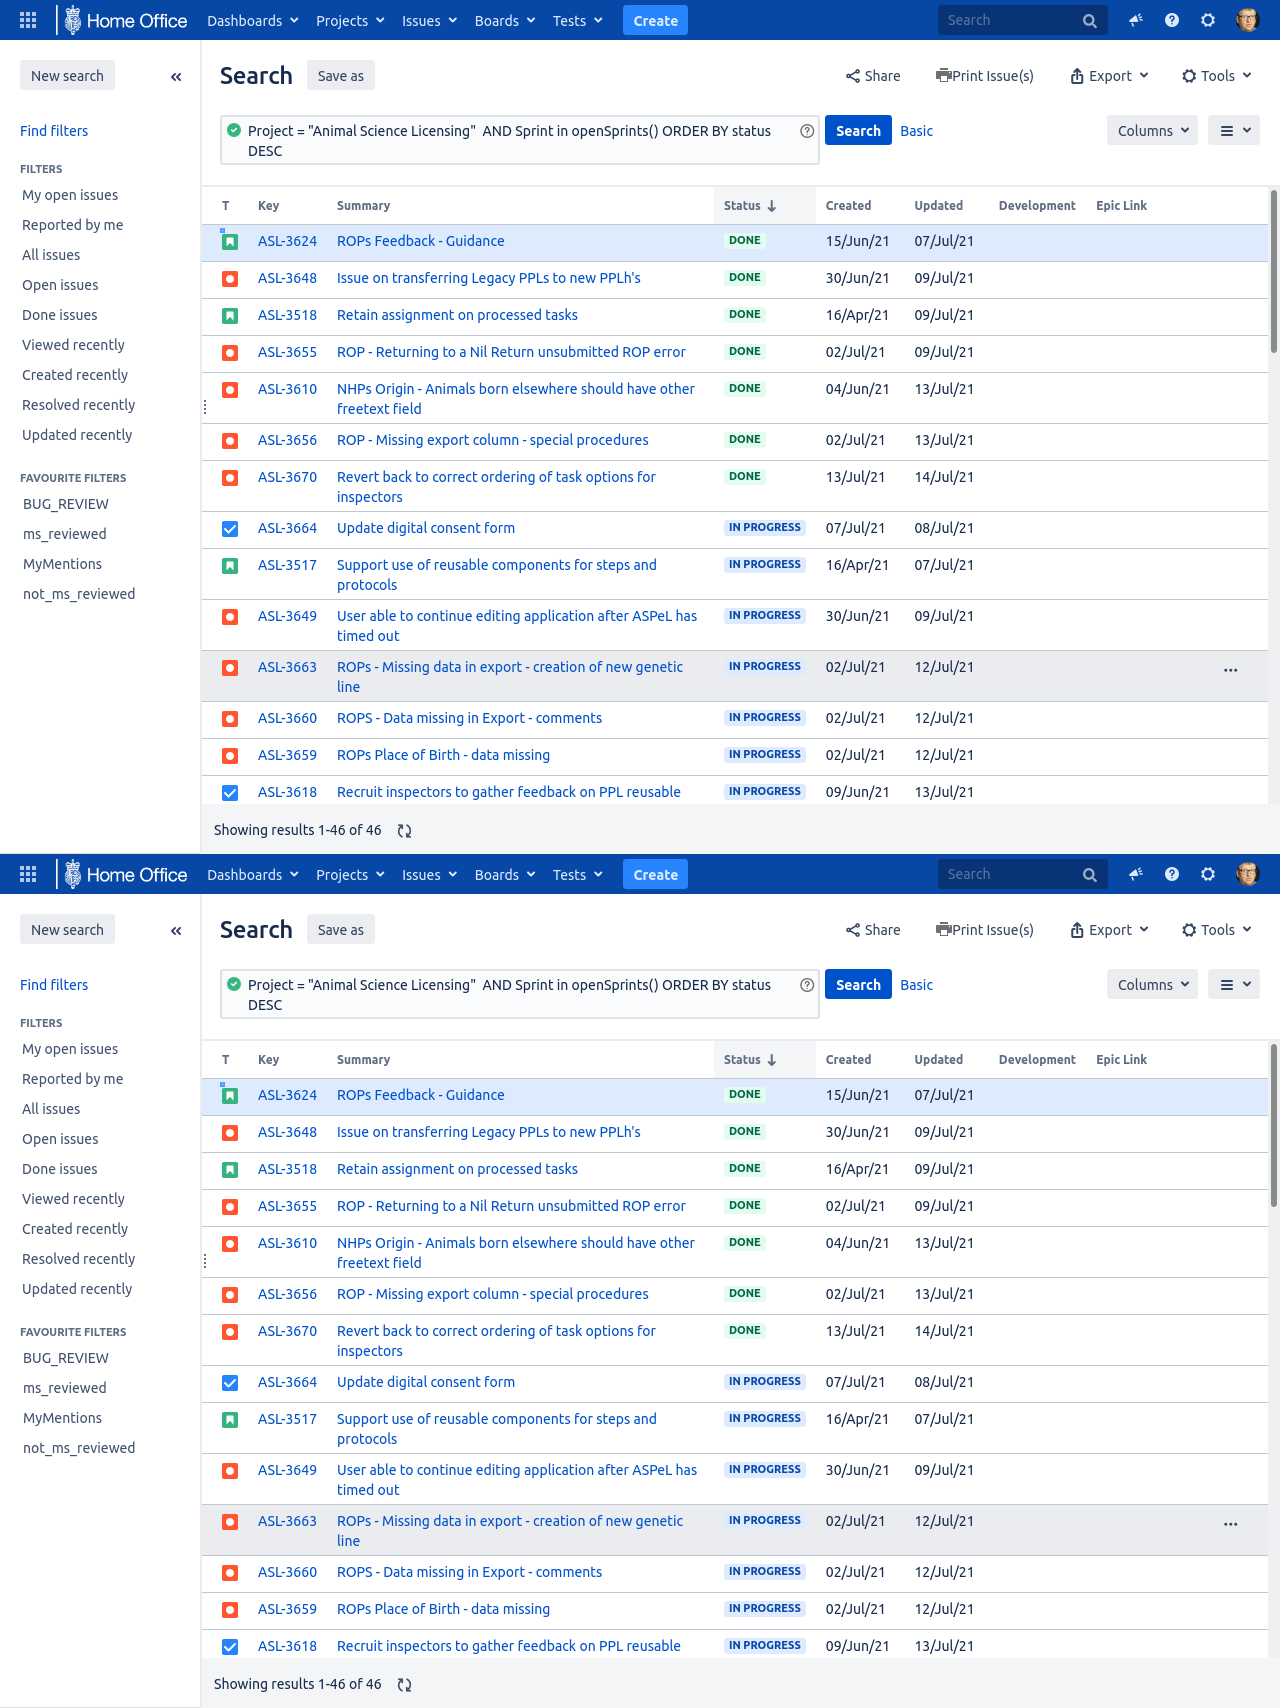 Home Office Dashboards Projects Issues Boards Tests Create Search
New search
Search Save as Share Print Issue(s) Export Tools
Find filters
Project = "Animal Science Licensing"  AND Sprint in openSprints() ORDER BY status
DESC
Search Basic Columns
FILTERS
My open issues
Reported by me
All issues
Open issues
Done issues
Viewed recently
Created recently
Resolved recently
Updated recently
FAVOURITE FILTERS
BUG_REVIEW
ms_reviewed
MyMentions
not_ms_reviewed
T Key Summary Status Created Updated Development Epic Link
ASL-3624 ROPs Feedback - Guidance DONE 15/Jun/21 07/Jul/21
ASL-3648 Issue on transferring Legacy PPLs to new PPLh's DONE 30/Jun/21 09/Jul/21
ASL-3518 Retain assignment on processed tasks DONE 16/Apr/21 09/Jul/21
ASL-3655 ROP - Returning to a Nil Return unsubmitted ROP error DONE 02/Jul/21 09/Jul/21
ASL-3610 NHPs Origin - Animals born elsewhere should have other DONE 04/Jun/21 13/Jul/21
freetext field
ASL-3656 ROP - Missing export column - special procedures DONE 02/Jul/21 13/Jul/21
ASL-3670 Revert back to correct ordering of task options for DONE 13/Jul/21 14/Jul/21
inspectors
ASL-3664 Update digital consent form IN PROGRESS 07/Jul/21 08/Jul/21
ASL-3517 Support use of reusable components for steps and IN PROGRESS 16/Apr/21 07/Jul/21
protocols
ASL-3649 User able to continue editing application after ASPeL has IN PROGRESS 30/Jun/21 09/Jul/21
timed out
ASL-3663 ROPs - Missing data in export - creation of new genetic IN PROGRESS 02/Jul/21 12/Jul/21
line
ASL-3660 ROPS - Data missing in Export - comments IN PROGRESS 02/Jul/21 12/Jul/21
ASL-3659 ROPs Place of Birth - data missing IN PROGRESS 02/Jul/21 12/Jul/21
ASL-3618 Recruit inspectors to gather feedback on PPL reusable IN PROGRESS 09/Jun/21 13/Jul/21
Showing results 1-46 of 46
Home Office Dashboards Projects Issues Boards Tests Create Search
New search
Search Save as Share Print Issue(s) Export Tools
Find filters
Project = "Animal Science Licensing"  AND Sprint in openSprints() ORDER BY status
DESC
Search Basic Columns
FILTERS
My open issues
Reported by me
All issues
Open issues
Done issues
Viewed recently
Created recently
Resolved recently
Updated recently
FAVOURITE FILTERS
BUG_REVIEW
ms_reviewed
MyMentions
not_ms_reviewed
T Key Summary Status Created Updated Development Epic Link
ASL-3624 ROPs Feedback - Guidance DONE 15/Jun/21 07/Jul/21
ASL-3648 Issue on transferring Legacy PPLs to new PPLh's DONE 30/Jun/21 09/Jul/21
ASL-3518 Retain assignment on processed tasks DONE 16/Apr/21 09/Jul/21
ASL-3655 ROP - Returning to a Nil Return unsubmitted ROP error DONE 02/Jul/21 09/Jul/21
ASL-3610 NHPs Origin - Animals born elsewhere should have other DONE 04/Jun/21 13/Jul/21
freetext field
ASL-3656 ROP - Missing export column - special procedures DONE 02/Jul/21 13/Jul/21
ASL-3670 Revert back to correct ordering of task options for DONE 13/Jul/21 14/Jul/21
inspectors
ASL-3664 Update digital consent form IN PROGRESS 07/Jul/21 08/Jul/21
ASL-3517 Support use of reusable components for steps and IN PROGRESS 16/Apr/21 07/Jul/21
protocols
ASL-3649 User able to continue editing application after ASPeL has IN PROGRESS 30/Jun/21 09/Jul/21
timed out
ASL-3663 ROPs - Missing data in export - creation of new genetic IN PROGRESS 02/Jul/21 12/Jul/21
line
ASL-3660 ROPS - Data missing in Export - comments IN PROGRESS 02/Jul/21 12/Jul/21
ASL-3659 ROPs Place of Birth - data missing IN PROGRESS 02/Jul/21 12/Jul/21
ASL-3618 Recruit inspectors to gather feedback on PPL reusable IN PROGRESS 09/Jun/21 13/Jul/21
Showing results 1-46 of 46